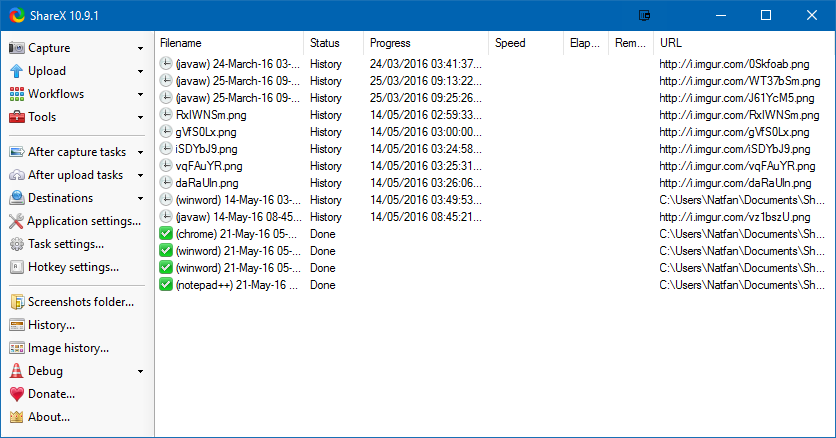 ShareX 10.9.1
Capture
Upload
Workflows
Tools
After capture tasks
After upload tasks
Destinations
Application settings...
Task settings...
Hotkey settings...
Screenshots folder...
History...
Image history...
Debug
Donate...
About...
Filename Status Progress Speed Elap... Rem... URL
(javaw) 24-March-16 03-... History 24/03/2016 03:41:37... http://i.imgur.com/0Skfoab.png
(javaw) 25-March-16 09-... History 25/03/2016 09:13:22... http://i.imgur.com/WT37bSm.png
(javaw) 25-March-16 09-... History 25/03/2016 09:25:26... http://i.imgur.com/J61YcM5.png
RxIWNSm.png History 14/05/2016 02:59:33... http://i.imgur.com/RxIWNSm.png
gVfS0Lx.png History 14/05/2016 03:00:00... http://i.imgur.com/gVfS0Lx.png
iSDYbJ9.png History 14/05/2016 03:24:58... http://i.imgur.com/iSDYbJ9.png
vqFAuYR.png History 14/05/2016 03:25:31... http://i.imgur.com/vqFAuYR.png
daRaUln.png History 14/05/2016 03:26:06... http://i.imgur.com/daRaUln.png
(winword) 14-May-16 03-... History 14/05/2016 03:49:53... C:\Users\Natfan\Documents\Sh...
(javaw) 14-May-16 08-45... History 14/05/2016 08:45:21... http://i.imgur.com/vz1bszU.png
(chrome) 21-May-16 05-... Done C:\Users\Natfan\Documents\Sh...
(winword) 21-May-16 05-... Done C:\Users\Natfan\Documents\Sh...
(winword) 21-May-16 05-... Done C:\Users\Natfan\Documents\Sh...
(notepad++) 21-May-16 ... Done C:\Users\Natfan\Documents\Sh...